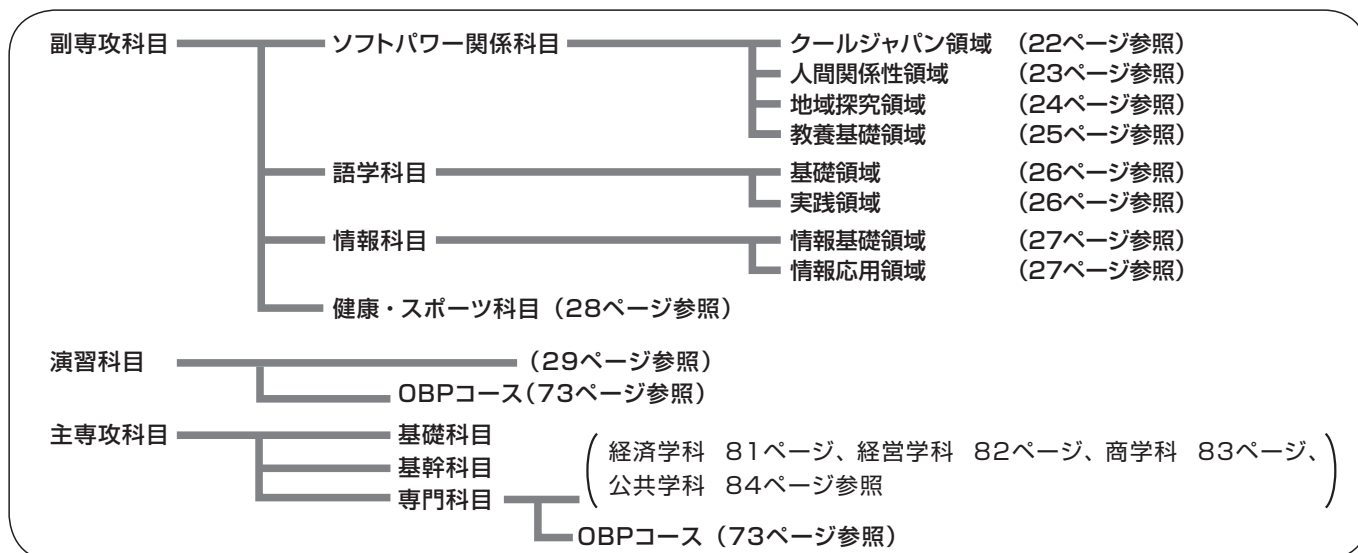 副専攻科目 ソフトパワー関係科目 クールジャパン領域 (22ページ参照)
人間関係性領域 (23ページ参照)
地域探究領域 (24ページ参照)
教養基礎領域 (25ページ参照)
語学科目 基礎領域 (26ページ参照)
実践領域 (26ページ参照)
情報科目 情報基礎領域 (27ページ参照)
情報応用領域 (27ページ参照)
健康・スポーツ科目 (28ページ参照)
演習科目 (29ページ参照)
OBPコース(73ページ参照)
主専攻科目 基礎科目
基幹科目
専門科目
(経済学科 81ページ、経営学科 82ページ、商学科 83ページ、
公共学科 84ページ参照)
OBPコース (73ページ参照)